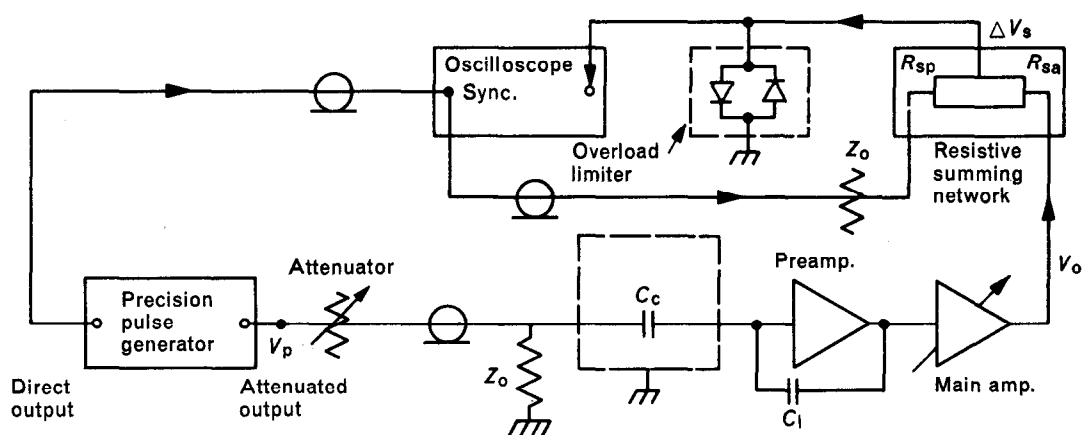 ΔVs
Oscilloscope
Sync.
Rsp
Rsa
Overload
limiter
Zo
Resistive
summing
network
Vo
Attenuator
Precision
pulse
generator
Vp
Cc
Preamp.
Direct
output
Attenuated
output
Zo
Ci
Main amp.